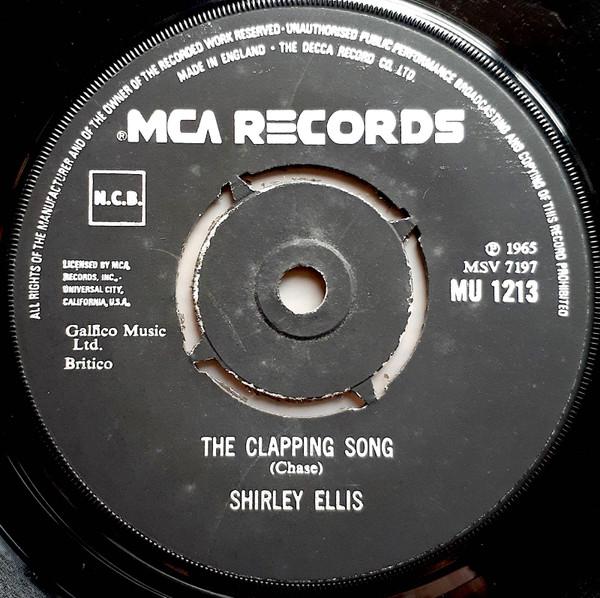 ALL RIGHTS OF THE MANUFACTURER AND OF THE OWNER OF THE RECORDED WORK RESERVED · UNAUTHORISED PUBLIC PERFORMANCE BROADCASTING AND COPYING OF THIS RECORD PROHIBITED
MADE IN ENGLAND · THE DECCA RECORD CO. LTD.
® MCA RECORDS
N.C.B.
LICENSED BY MCA
RECORDS, INC.,
UNIVERSAL CITY,
CALIFORNIA, U.S.A.
Gallico Music
Ltd.
Britico
℗ 1965
MSV 7197
MU 1213
THE CLAPPING SONG
(Chase)
SHIRLEY ELLIS